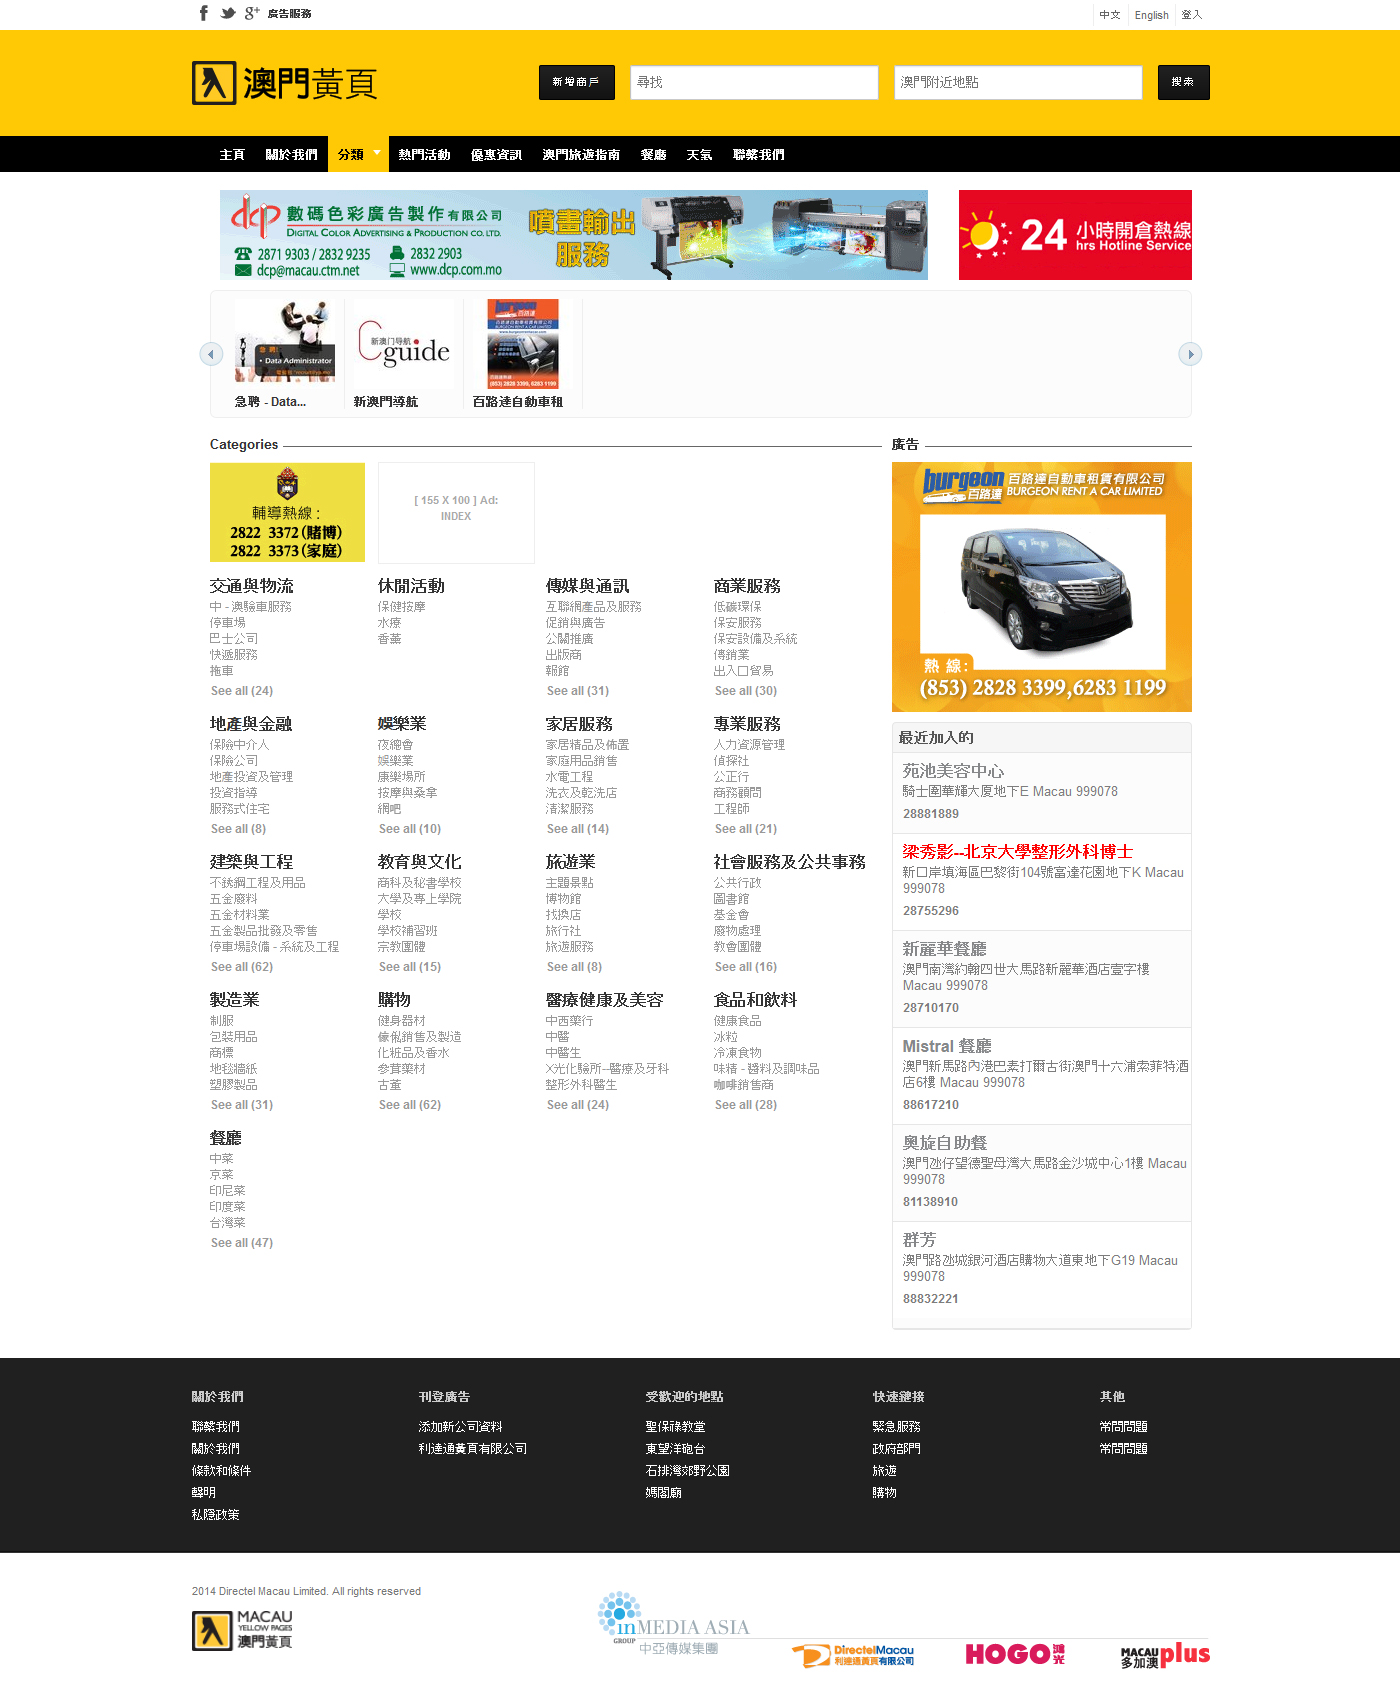 廣告服務
中文 English 登入
澳門黃頁
新增商戶 尋找 澳門附近地點 搜索
主頁 關於我們 分類 熱門活動 優惠資訊 澳門旅遊指南 餐廳 天氣 聯繫我們
dcp 數碼色彩廣告製作有限公司
DIGITAL COLOR ADVERTISING & PRODUCTION CO. LTD.
2871 9303 / 2832 9235 2832 2903
dcp@macau.ctm.net www.dcp.com.mo
噴畫輸出
服務
24 小時開倉熱線
hrs Hotline Service
• Data Administrator
急聘 - Data...
新澳门导航
Cguide
新澳門導航
burgeon
百路達自動車租賃有限公司
BURGEON RENT A CAR LIMITED
(853) 2828 3399, 6283 1199
百路達自動車租
Categories
輔導熱線 :
2822 3372 (賭博)
2822 3373 (家庭)
[ 155 X 100 ] Ad:
INDEX
交通與物流
中 - 澳驗車服務
停車場
巴士公司
快遞服務
拖車
See all (24)
休閒活動
保健按摩
水療
香薰
傳媒與通訊
互聯網產品及服務
促銷與廣告
公關推廣
出版商
報館
See all (31)
商業服務
低碳環保
保安服務
保安設備及系統
傳銷業
出入口貿易
See all (30)
地產與金融
保險中介人
保險公司
地產投資及管理
投資指導
服務式住宅
See all (8)
娛樂業
夜總會
娛樂業
康樂場所
按摩與桑拿
網吧
See all (10)
家居服務
家居精品及佈置
家庭用品銷售
水電工程
洗衣及乾洗店
清潔服務
See all (14)
專業服務
人力資源管理
偵探社
公正行
商務顧問
工程師
See all (21)
建築與工程
不銹鋼工程及用品
五金廢料
五金材料業
五金製品批發及零售
停車場設備 - 系統及工程
See all (62)
教育與文化
商科及秘書學校
大學及專上學院
學校
學校補習班
宗教團體
See all (15)
旅遊業
主題景點
博物館
找換店
旅行社
旅遊服務
See all (8)
社會服務及公共事務
公共行政
圖書館
基金會
廢物處理
教會團體
See all (16)
製造業
制服
包裝用品
商標
地毯牆紙
塑膠製品
See all (31)
購物
健身器材
傢俬銷售及製造
化粧品及香水
參茸藥材
古董
See all (62)
醫療健康及美容
中西藥行
中醫
中醫生
X光化驗所--醫療及牙科
整形外科醫生
See all (24)
食品和飲料
健康食品
冰粒
冷凍食物
味精 - 醬料及調味品
咖啡銷售商
See all (28)
餐廳
中菜
京菜
印尼菜
印度菜
台灣菜
See all (47)
廣告
burgeon 百路達自動車租賃有限公司
百路達 BURGEON RENT A CAR LIMITED
熱線:
(853) 2828 3399,6283 1199
最近加入的
苑池美容中心
騎士圍華輝大廈地下E Macau 999078
28881889
梁秀影--北京大學整形外科博士
新口岸填海區巴黎街104號富達花園地下K Macau
999078
28755296
新麗華餐廳
澳門南灣約翰四世大馬路新麗華酒店壹字樓
Macau 999078
28710170
Mistral 餐廳
澳門新馬路內港巴素打爾古街澳門十六浦索菲特酒
店6樓 Macau 999078
88617210
奧旋自助餐
澳門氹仔望德聖母灣大馬路金沙城中心1樓 Macau
999078
81138910
群芳
澳門路氹城銀河酒店購物大道東地下G19 Macau
999078
88832221
關於我們
聯繫我們
關於我們
條款和條件
聲明
私隱政策
刊登廣告
添加新公司資料
利達通黃頁有限公司
受歡迎的地點
聖保祿教堂
東望洋砲台
石排灣郊野公園
媽閣廟
快速鏈接
緊急服務
政府部門
旅遊
購物
其他
常問問題
常問問題
2014 Directel Macau Limited. All rights reserved
MACAU
YELLOW PAGES
澳門黃頁
inMEDIA ASIA
GROUP 中亞傳媒集團
DirectelMacau
利達通黃頁有限公司
HOGO 鴻光
MACAU 多加澳 plus